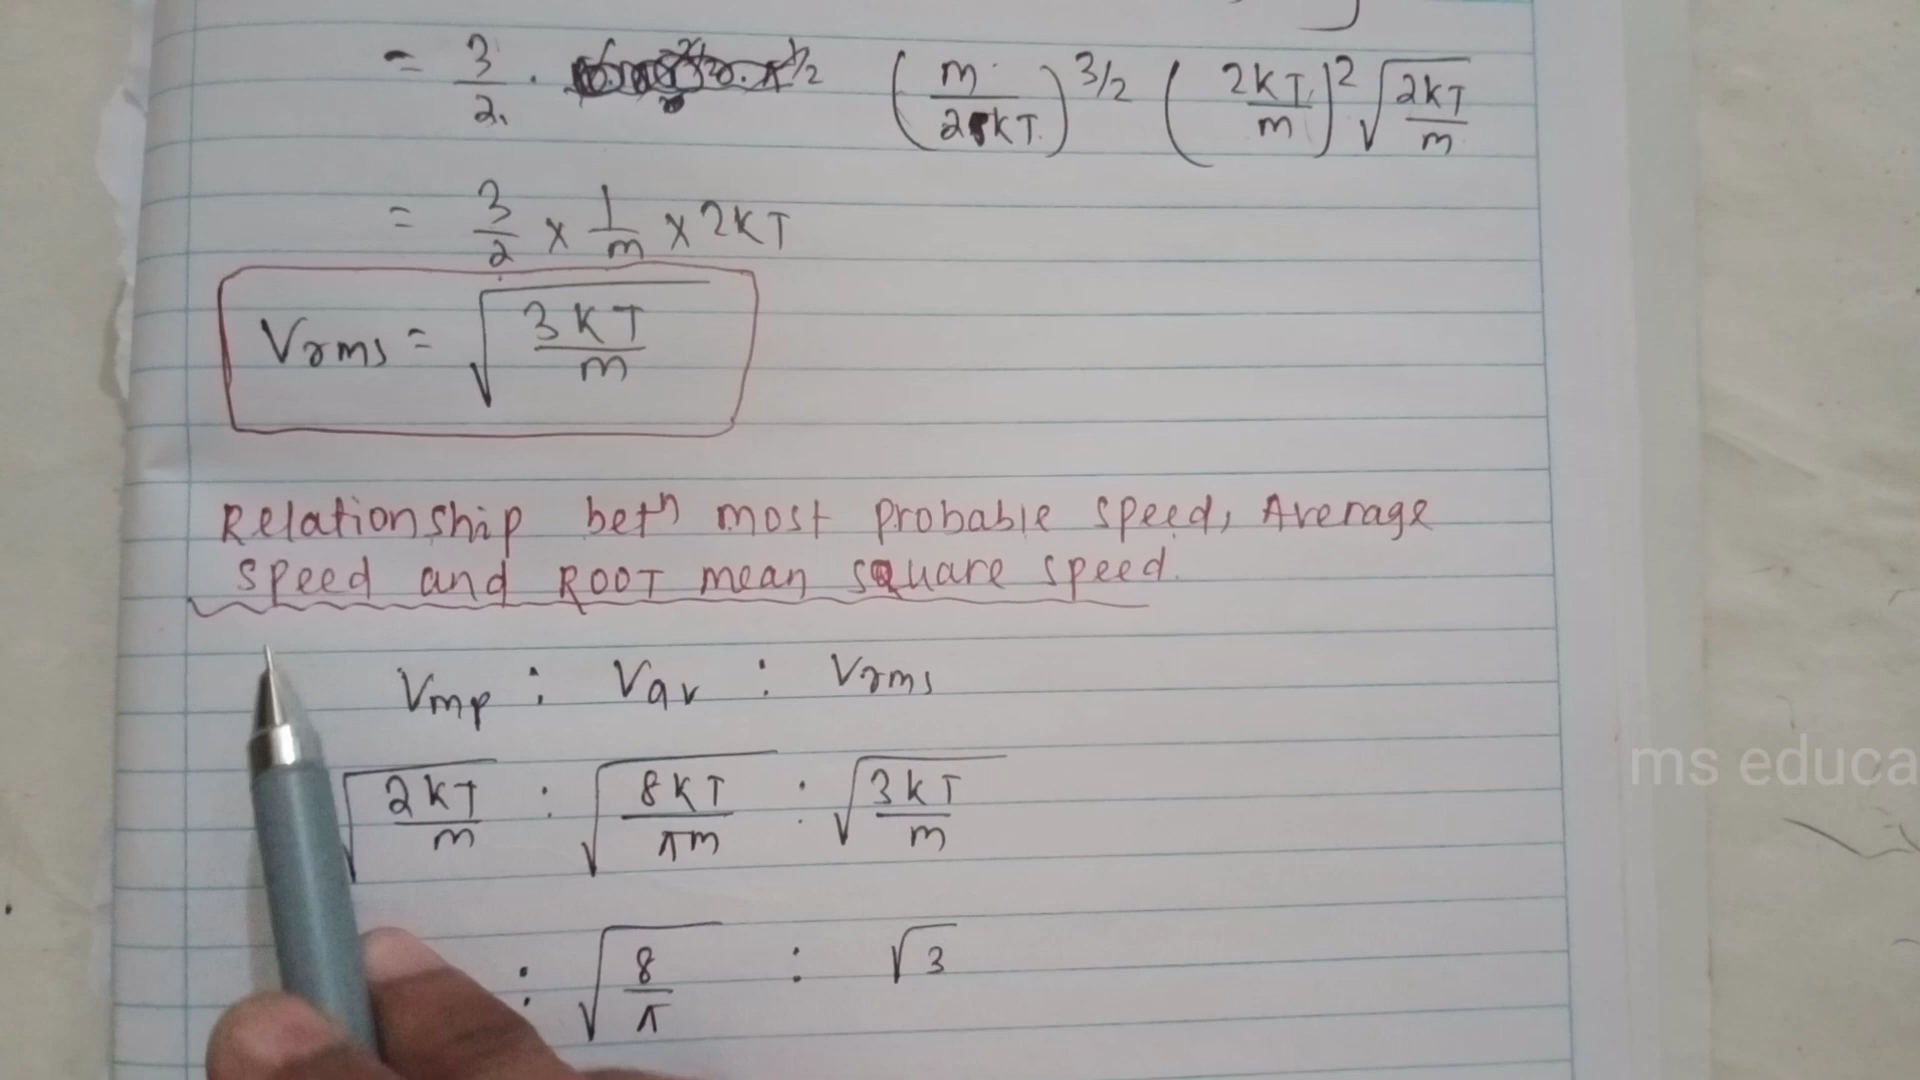 = 3/2 . (m/2πkT)^3/2 (2kT/m)^2 √(2kT/m)
= 3/2 × 1/m × 2KT
Vrms = √(3KT/m)
Relationship betn most probable speed, Average
speed and ROOT mean square speed.
Vmp : Vav : Vrms
√(2KT/m) : √(8KT/πm) : √(3KT/m)
: √(8/π) : √3
ms educa